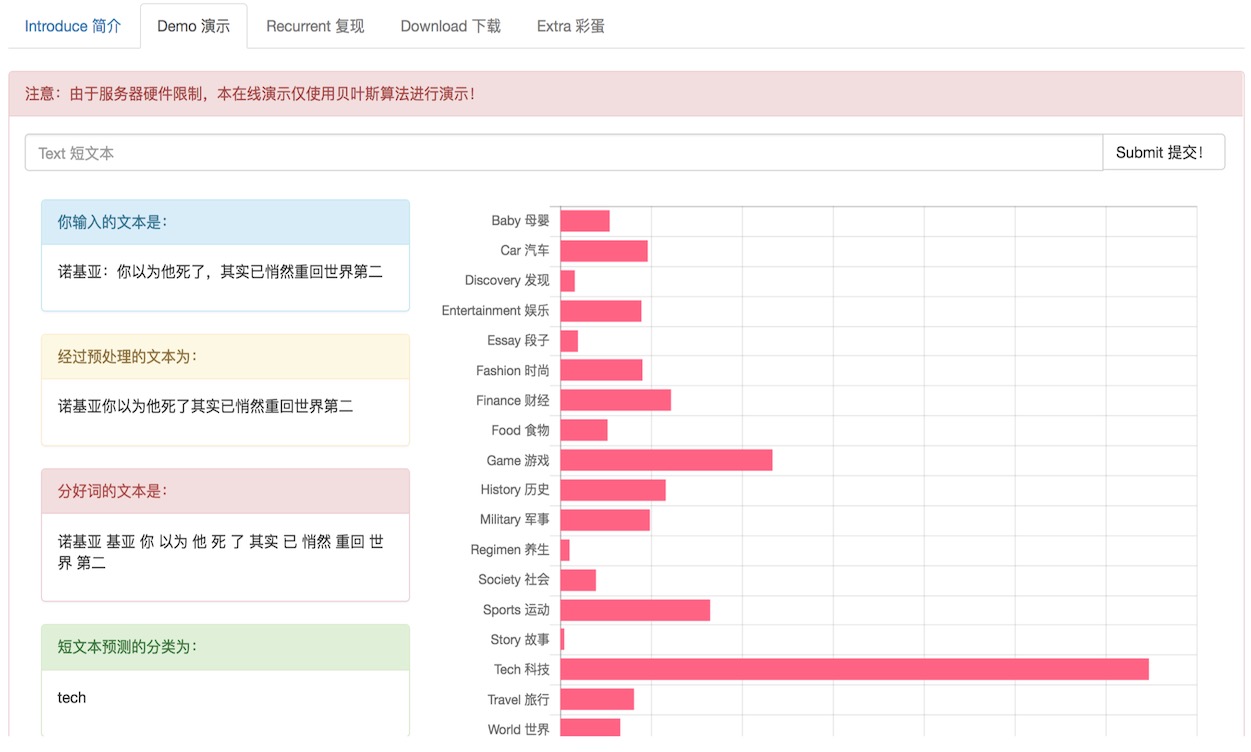 Introduce 简介
Demo 演示
Recurrent 复现
Download 下载
Extra 彩蛋
注意：由于服务器硬件限制，本在线演示仅使用贝叶斯算法进行演示！
Text 短文本
Submit 提交！
你输入的文本是：
诺基亚：你以为他死了，其实已悄然重回世界第二
经过预处理的文本为：
诺基亚你以为他死了其实已悄然重回世界第二
分好词的文本是：
诺基亚 基亚 你 以为 他 死 了 其实 已 悄然 重回 世
界 第二
短文本预测的分类为：
tech
Baby 母婴
Car 汽车
Discovery 发现
Entertainment 娱乐
Essay 段子
Fashion 时尚
Finance 财经
Food 食物
Game 游戏
History 历史
Military 军事
Regimen 养生
Society 社会
Sports 运动
Story 故事
Tech 科技
Travel 旅行
World 世界